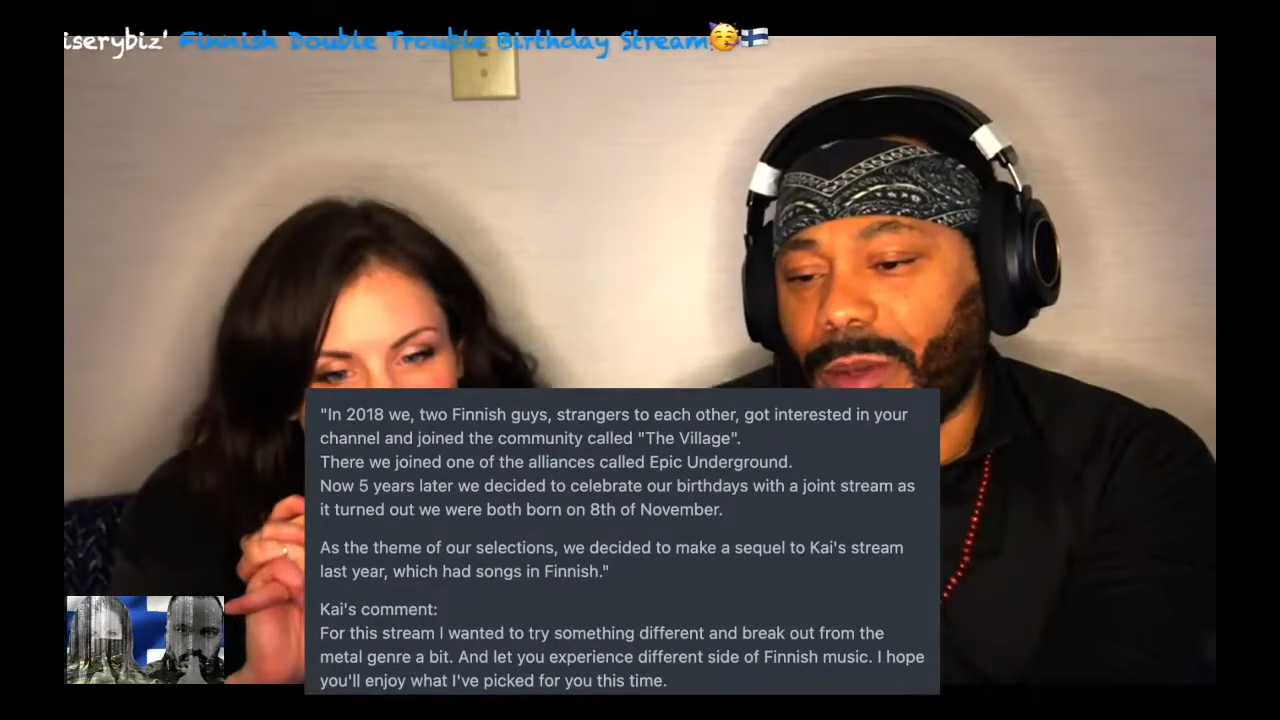 iserybiz' Finnish Double Trouble Birthday Stream
"In 2018 we, two Finnish guys, strangers to each other, got interested in your
channel and joined the community called "The Village".
There we joined one of the alliances called Epic Underground.
Now 5 years later we decided to celebrate our birthdays with a joint stream as
it turned out we were both born on 8th of November.
As the theme of our selections, we decided to make a sequel to Kai's stream
last year, which had songs in Finnish."
Kai's comment:
For this stream I wanted to try something different and break out from the
metal genre a bit. And let you experience different side of Finnish music. I hope
you'll enjoy what I've picked for you this time.